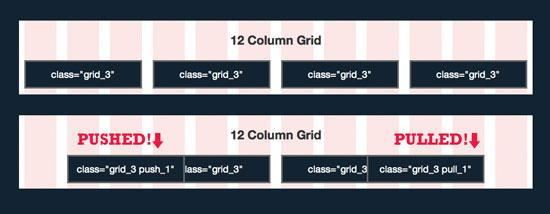 12 Column Grid
class="grid_3" class="grid_3" class="grid_3" class="grid_3"
PUSHED! 12 Column Grid PULLED!
class="grid_3 push_1" lass="grid_3" class="grid_3 class="grid_3 pull_1"